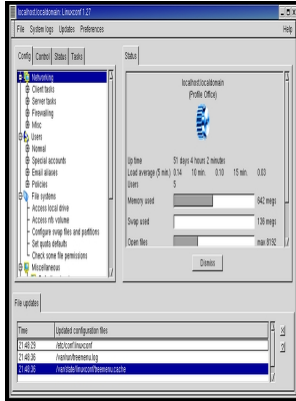 localhost.localdomain: Linuxconf 1.27
File System logs Updates Preferences Help
Config Control Status Tasks
Networking
Client tasks
Server tasks
Firewalling
Misc
Users
Normal
Special accounts
Email aliases
Policies
File systems
Access local drive
Access nfs volume
Configure swap files and partitions
Set quota defaults
Check some file permissions
Miscellaneous
Status
localhost.localdomain
(Profile Office)
Up time 51 days 4 hours 2 minutes
Load average (5 min.) 0.14 10 min. 0.10 15 min. 0.03
Users 5
Memory used 642 megs
Swap used 136 megs
Open files max 8192
Dismiss
File updates
Time Updated configuration files
21:48:29 /etc/conf.linuxconf
21:48:36 /var/run/treemenu.log
21:48:36 /var/state/linuxconf/treemenu.cache